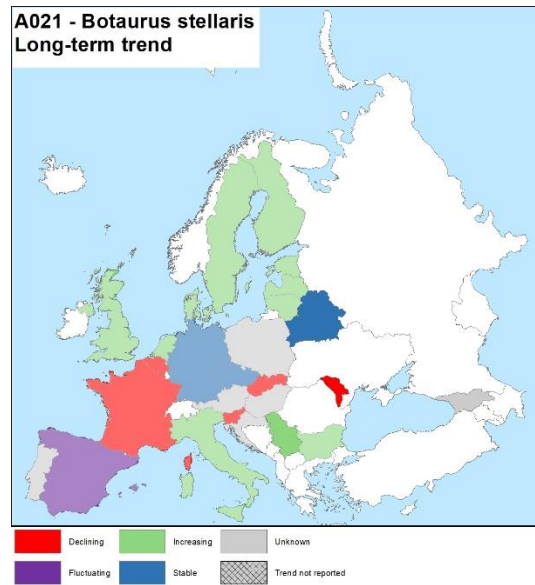 A021 - Botaurus stellaris
Long-term trend
Declining
Increasing
Unknown
Fluctuating
Stable
Trend not reported